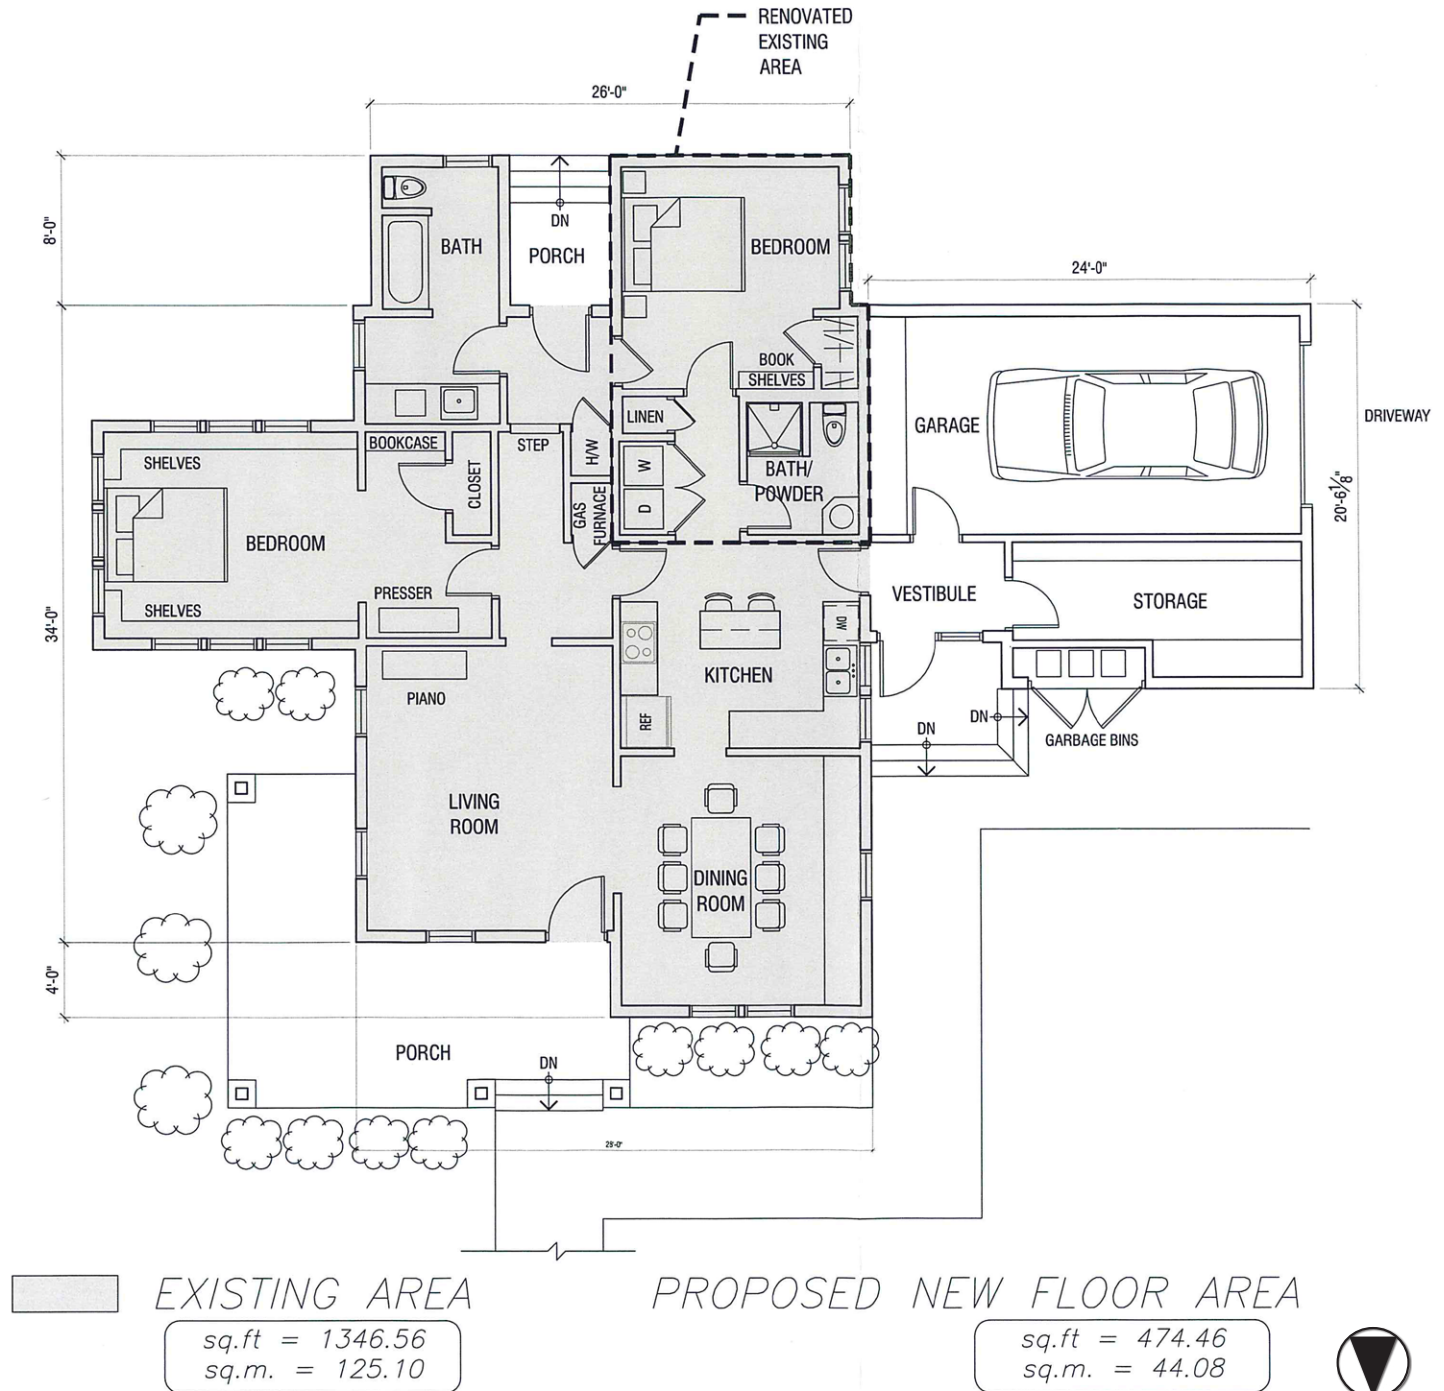 RENOVATED
EXISTING
AREA
26'-0"
8'-0"
DN
BATH
PORCH
BEDROOM
24'-0"
BOOK
SHELVES
LINEN
GARAGE
DRIVEWAY
BOOKCASE
STEP
H/W
SHELVES
CLOSET
W
BATH/
POWDER
D
GAS
FURNACE
20'-6⅛"
BEDROOM
PRESSER
SHELVES
34'-0"
VESTIBULE
STORAGE
DW
KITCHEN
PIANO
REF
DN
DN
GARBAGE BINS
LIVING
ROOM
DINING
ROOM
4'-0"
PORCH
DN
28'-0"
EXISTING AREA
sq.ft = 1346.56
sq.m. = 125.10
PROPOSED NEW FLOOR AREA
sq.ft = 474.46
sq.m. = 44.08